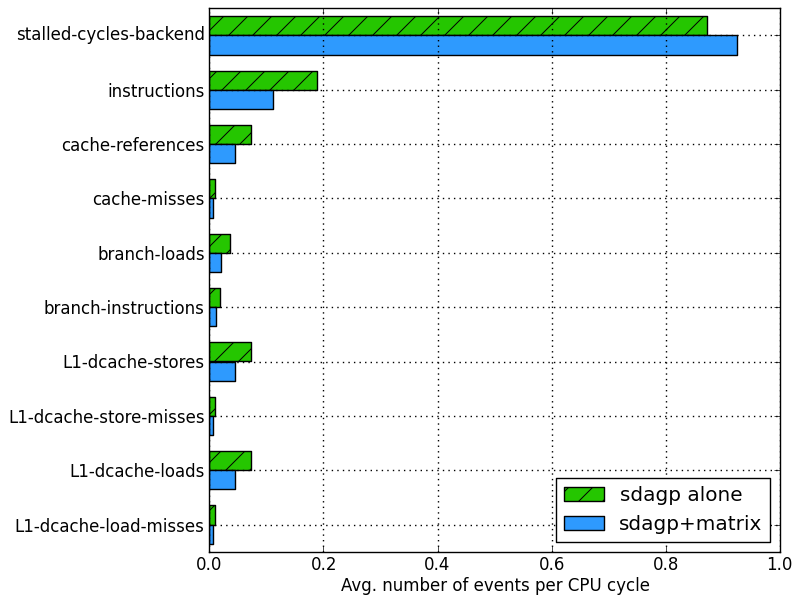 stalled-cycles-backend
instructions
cache-references
cache-misses
branch-loads
branch-instructions
L1-dcache-stores
L1-dcache-store-misses
L1-dcache-loads
L1-dcache-load-misses
sdagp alone
sdagp+matrix
0.0 0.2 0.4 0.6 0.8 1.0
Avg. number of events per CPU cycle